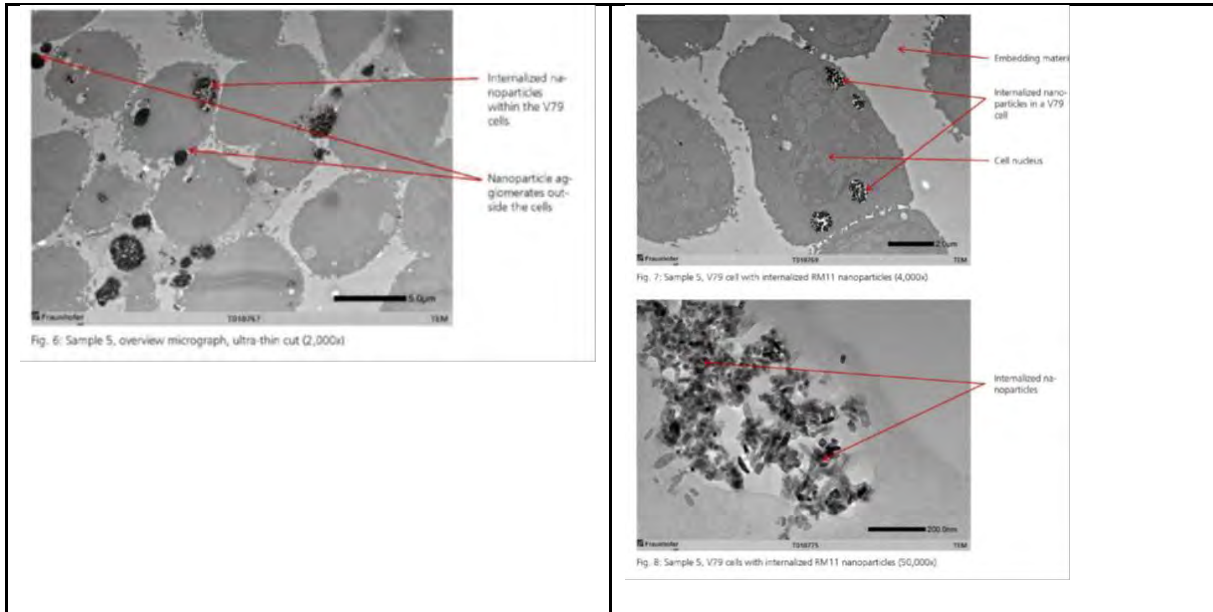 Internalized na-
noparticles
within the V79
cells
Nanoparticle ag-
glomerates out-
side the cells
5.0µm
Fraunhofer
T018767
TEM
Fig. 6: Sample 5, overview micrograph, ultra-thin cut (2,000x)
Embedding materi
Internalized nano-
particles in a V79
cell
Cell nucleus
2.0µm
Fraunhofer
T018769
TEM
Fig. 7: Sample 5, V79 cell with internalized RM11 nanoparticles (4,000x)
Internalized na-
noparticles
200.0nm
Fraunhofer
T018775
TEM
Fig. 8: Sample 5, V79 cells with internalized RM11 nanoparticles (50,000x)